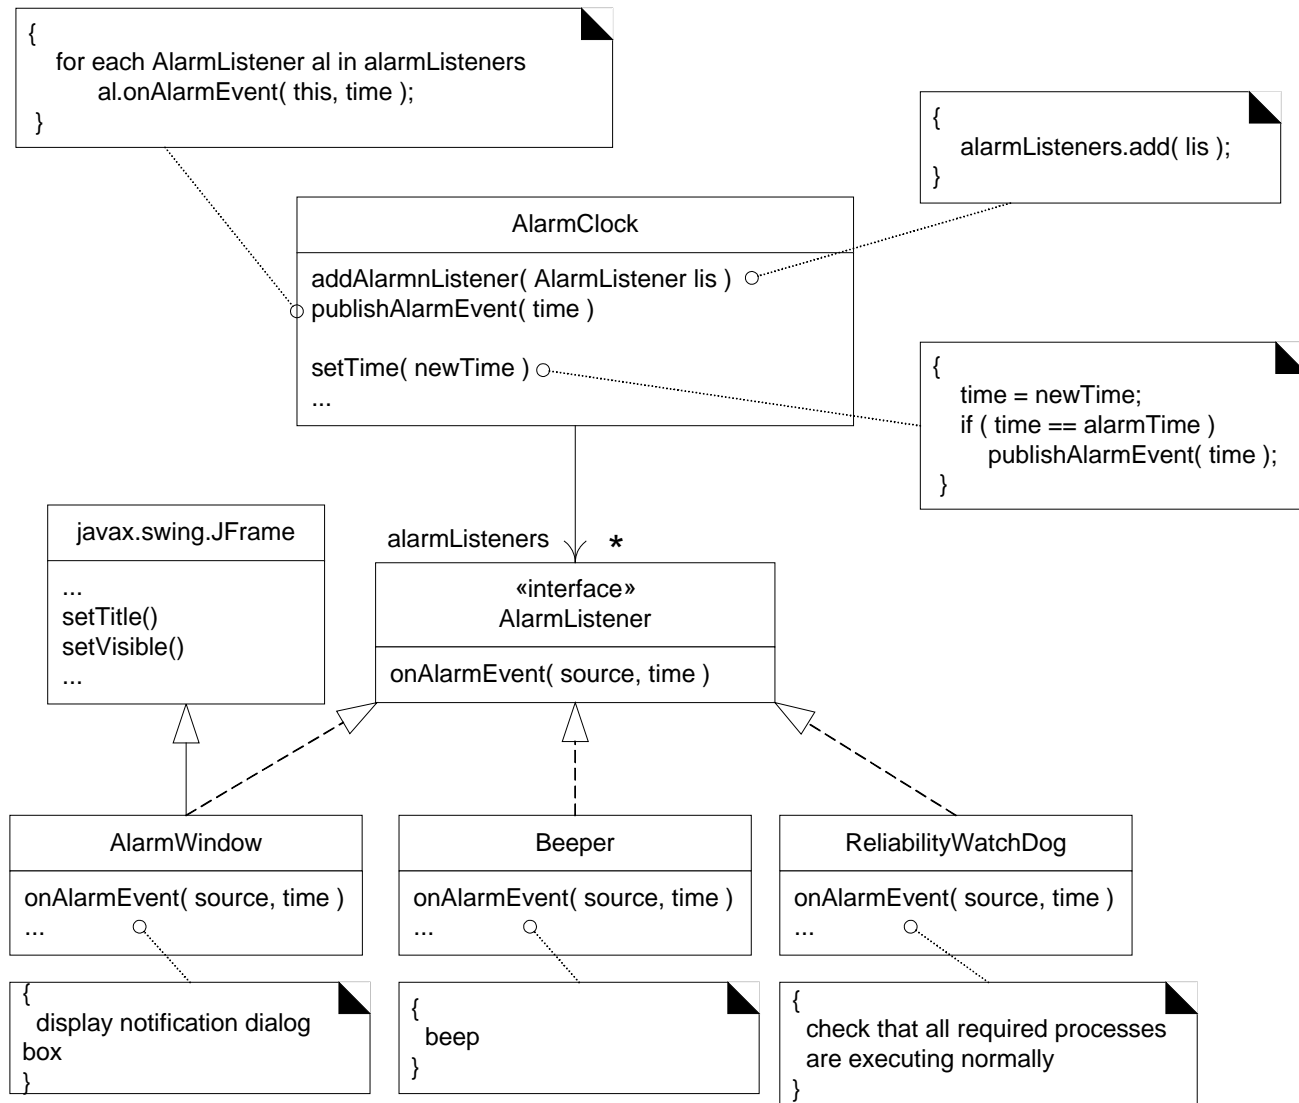 {
for each AlarmListener al in alarmListeners
al.onAlarmEvent( this, time );
}
{
alarmListeners.add( lis );
}
AlarmClock
addAlarmnListener( AlarmListener lis )
publishAlarmEvent( time )
setTime( newTime )
...
{
time = newTime;
if ( time == alarmTime )
publishAlarmEvent( time );
}
javax.swing.JFrame
...
setTitle()
setVisible()
...
alarmListeners *
«interface»
AlarmListener
onAlarmEvent( source, time )
AlarmWindow
onAlarmEvent( source, time )
...
Beeper
onAlarmEvent( source, time )
...
ReliabilityWatchDog
onAlarmEvent( source, time )
...
{
display notification dialog
box
}
{
beep
}
{
check that all required processes
are executing normally
}